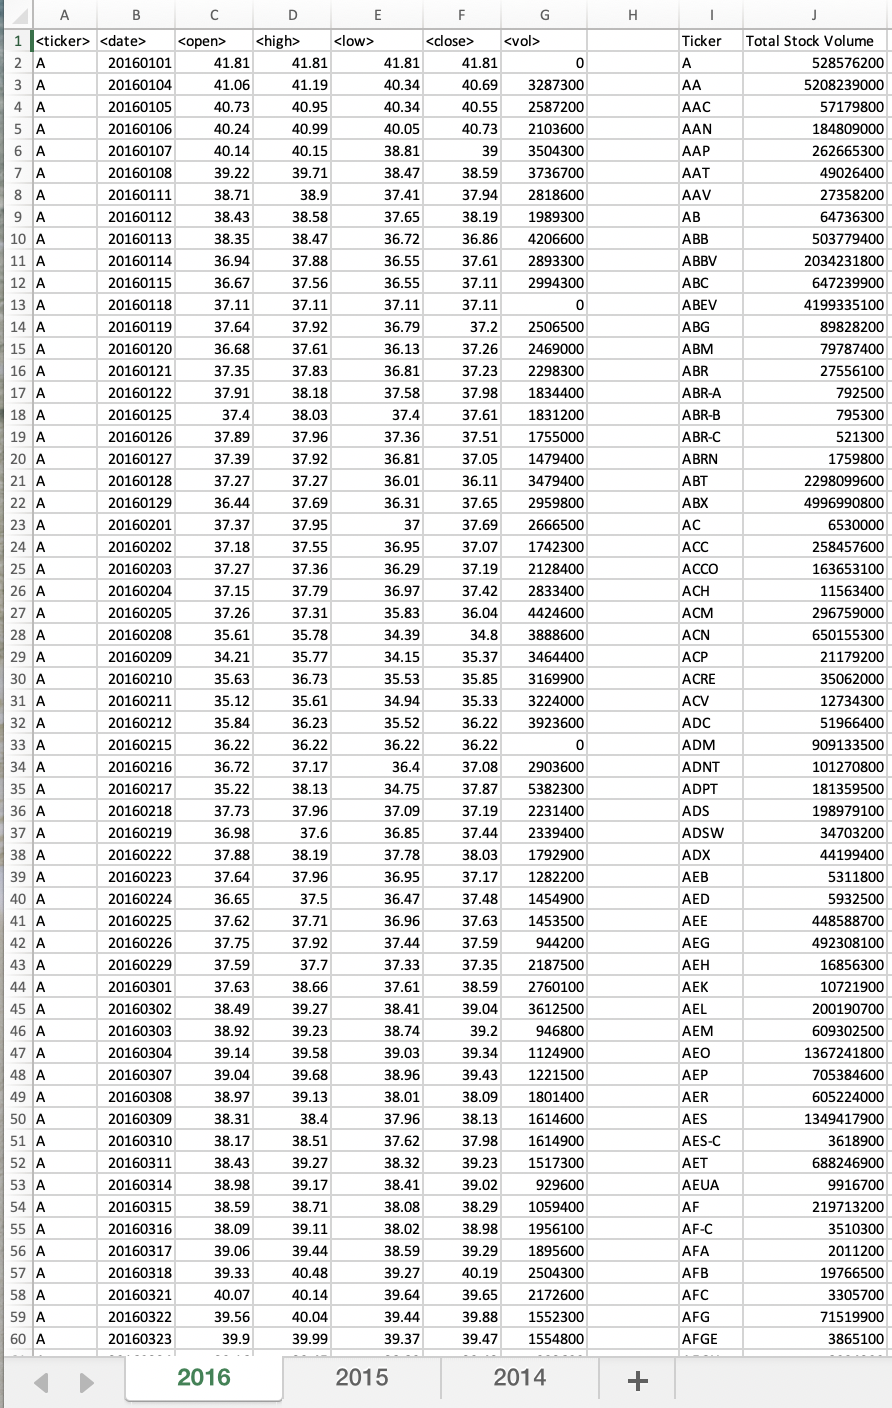 A B C D E F G H I J
1 <ticker> <date> <open> <high> <low> <close> <vol> Ticker Total Stock Volume
2 A 20160101 41.81 41.81 41.81 41.81 0 A 528576200
3 A 20160104 41.06 41.19 40.34 40.69 3287300 AA 5208239000
4 A 20160105 40.73 40.95 40.34 40.55 2587200 AAC 57179800
5 A 20160106 40.24 40.99 40.05 40.73 2103600 AAN 184809000
6 A 20160107 40.14 40.15 38.81 39 3504300 AAP 262665300
7 A 20160108 39.22 39.71 38.47 38.59 3736700 AAT 49026400
8 A 20160111 38.71 38.9 37.41 37.94 2818600 AAV 27358200
9 A 20160112 38.43 38.58 37.65 38.19 1989300 AB 64736300
10 A 20160113 38.35 38.47 36.72 36.86 4206600 ABB 503779400
11 A 20160114 36.94 37.88 36.55 37.61 2893300 ABBV 2034231800
12 A 20160115 36.67 37.56 36.55 37.11 2994300 ABC 647239900
13 A 20160118 37.11 37.11 37.11 37.11 0 ABEV 4199335100
14 A 20160119 37.64 37.92 36.79 37.2 2506500 ABG 89828200
15 A 20160120 36.68 37.61 36.13 37.26 2469000 ABM 79787400
16 A 20160121 37.35 37.83 36.81 37.23 2298300 ABR 27556100
17 A 20160122 37.91 38.18 37.58 37.98 1834400 ABR-A 792500
18 A 20160125 37.4 38.03 37.4 37.61 1831200 ABR-B 795300
19 A 20160126 37.89 37.96 37.36 37.51 1755000 ABR-C 521300
20 A 20160127 37.39 37.92 36.81 37.05 1479400 ABRN 1759800
21 A 20160128 37.27 37.27 36.01 36.11 3479400 ABT 2298099600
22 A 20160129 36.44 37.69 36.31 37.65 2959800 ABX 4996990800
23 A 20160201 37.37 37.95 37 37.69 2666500 AC 6530000
24 A 20160202 37.18 37.55 36.95 37.07 1742300 ACC 258457600
25 A 20160203 37.27 37.36 36.29 37.19 2128400 ACCO 163653100
26 A 20160204 37.15 37.79 36.97 37.42 2833400 ACH 11563400
27 A 20160205 37.26 37.31 35.83 36.04 4424600 ACM 296759000
28 A 20160208 35.61 35.78 34.39 34.8 3888600 ACN 650155300
29 A 20160209 34.21 35.77 34.15 35.37 3464400 ACP 21179200
30 A 20160210 35.63 36.73 35.53 35.85 3169900 ACRE 35062000
31 A 20160211 35.12 35.61 34.94 35.33 3224000 ACV 12734300
32 A 20160212 35.84 36.23 35.52 36.22 3923600 ADC 51966400
33 A 20160215 36.22 36.22 36.22 36.22 0 ADM 909133500
34 A 20160216 36.72 37.17 36.4 37.08 2903600 ADNT 101270800
35 A 20160217 35.22 38.13 34.75 37.87 5382300 ADPT 181359500
36 A 20160218 37.73 37.96 37.09 37.19 2231400 ADS 198979100
37 A 20160219 36.98 37.6 36.85 37.44 2339400 ADSW 34703200
38 A 20160222 37.88 38.19 37.78 38.03 1792900 ADX 44199400
39 A 20160223 37.64 37.96 36.95 37.17 1282200 AEB 5311800
40 A 20160224 36.65 37.5 36.47 37.48 1454900 AED 5932500
41 A 20160225 37.62 37.71 36.96 37.63 1453500 AEE 448588700
42 A 20160226 37.75 37.92 37.44 37.59 944200 AEG 492308100
43 A 20160229 37.59 37.7 37.33 37.35 2187500 AEH 16856300
44 A 20160301 37.63 38.66 37.61 38.59 2760100 AEK 10721900
45 A 20160302 38.49 39.27 38.41 39.04 3612500 AEL 200190700
46 A 20160303 38.92 39.23 38.74 39.2 946800 AEM 609302500
47 A 20160304 39.14 39.58 39.03 39.34 1124900 AEO 1367241800
48 A 20160307 39.04 39.68 38.96 39.43 1221500 AEP 705384600
49 A 20160308 38.97 39.13 38.01 38.09 1801400 AER 605224000
50 A 20160309 38.31 38.4 37.96 38.13 1614600 AES 1349417900
51 A 20160310 38.17 38.51 37.62 37.98 1614900 AES-C 3618900
52 A 20160311 38.43 39.27 38.32 39.23 1517300 AET 688246900
53 A 20160314 38.98 39.17 38.41 39.02 929600 AEUA 9916700
54 A 20160315 38.59 38.71 38.08 38.29 1059400 AF 219713200
55 A 20160316 38.09 39.11 38.02 38.98 1956100 AF-C 3510300
56 A 20160317 39.06 39.44 38.59 39.29 1895600 AFA 2011200
57 A 20160318 39.33 40.48 39.27 40.19 2504300 AFB 19766500
58 A 20160321 40.07 40.14 39.64 39.65 2172600 AFC 3305700
59 A 20160322 39.56 40.04 39.44 39.88 1552300 AFG 71519900
60 A 20160323 39.9 39.99 39.37 39.47 1554800 AFGE 3865100
2016 2015 2014 +